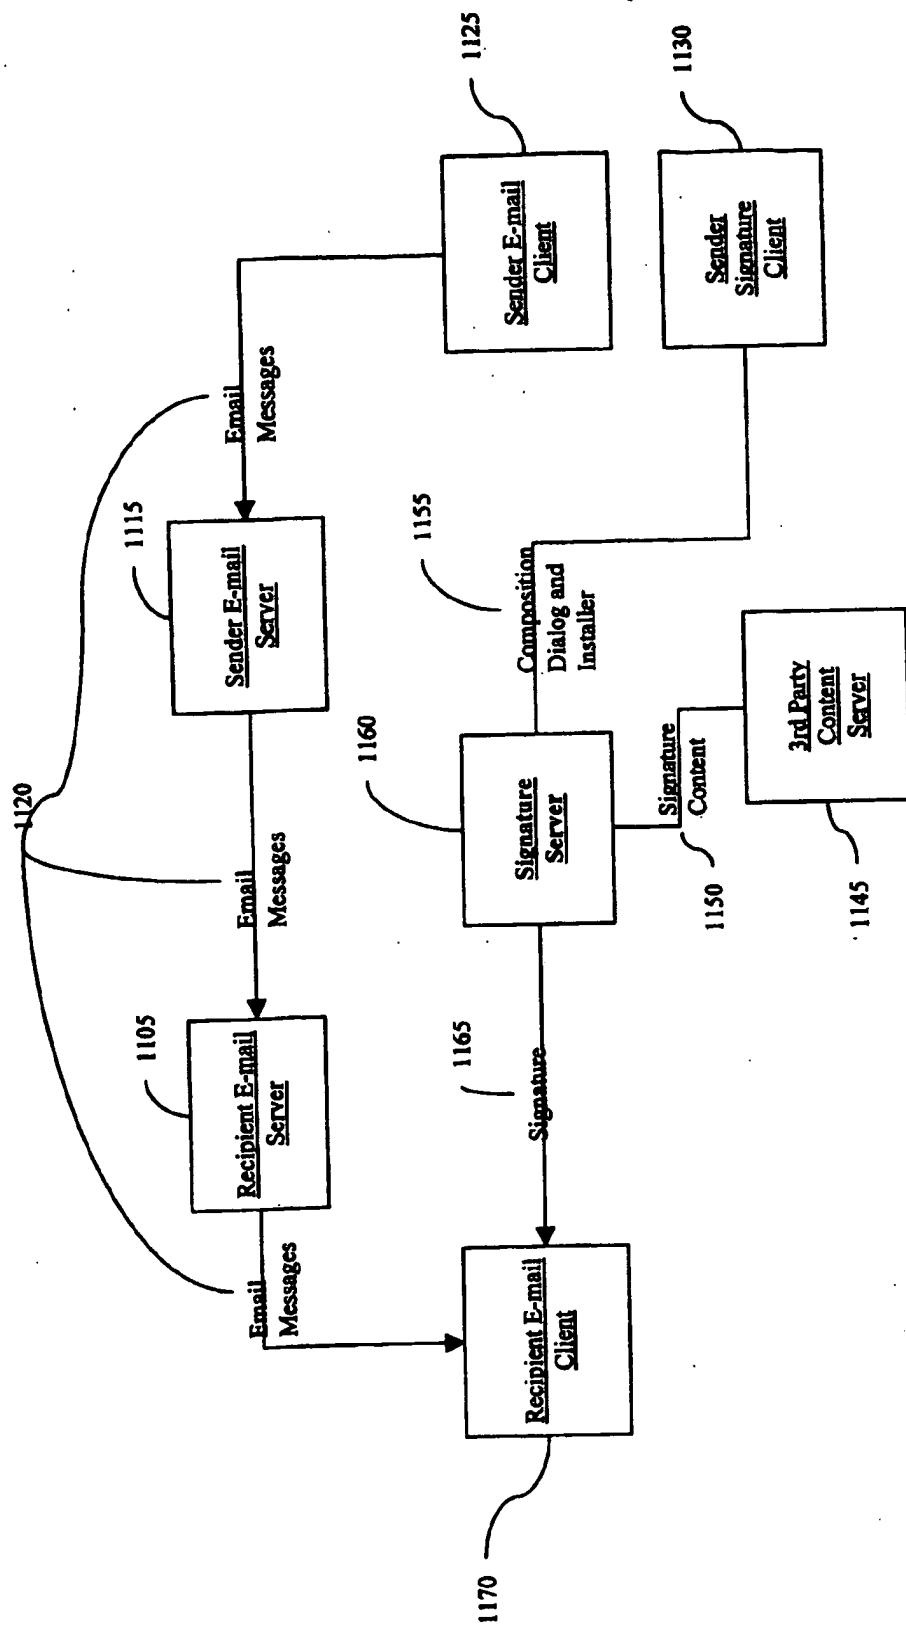 1120
1105
1115
Recipient E-mail
Server
Sender E-mail
Server
Email
Messages
Email
Messages
Email
Messages
1170
1165
1160
1155
1125
Recipient E-mail
Client
Signature
Signature
Server
Composition
Dialog and
Installer
Sender E-mail
Client
1150
Signature
Content
1130
Sender
Signature
Client
1145
3rd Party
Content
Server